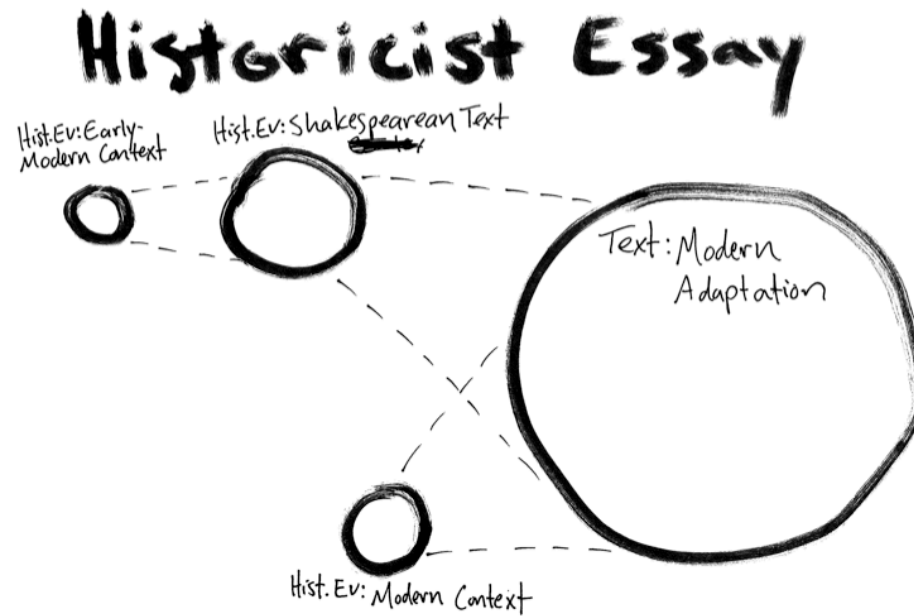 Historicist Essay
Hist.Ev: Early-
Modern Context
Hist.Ev: Shakespearean Text
Text: Modern
Adaptation
Hist.Ev: Modern Context